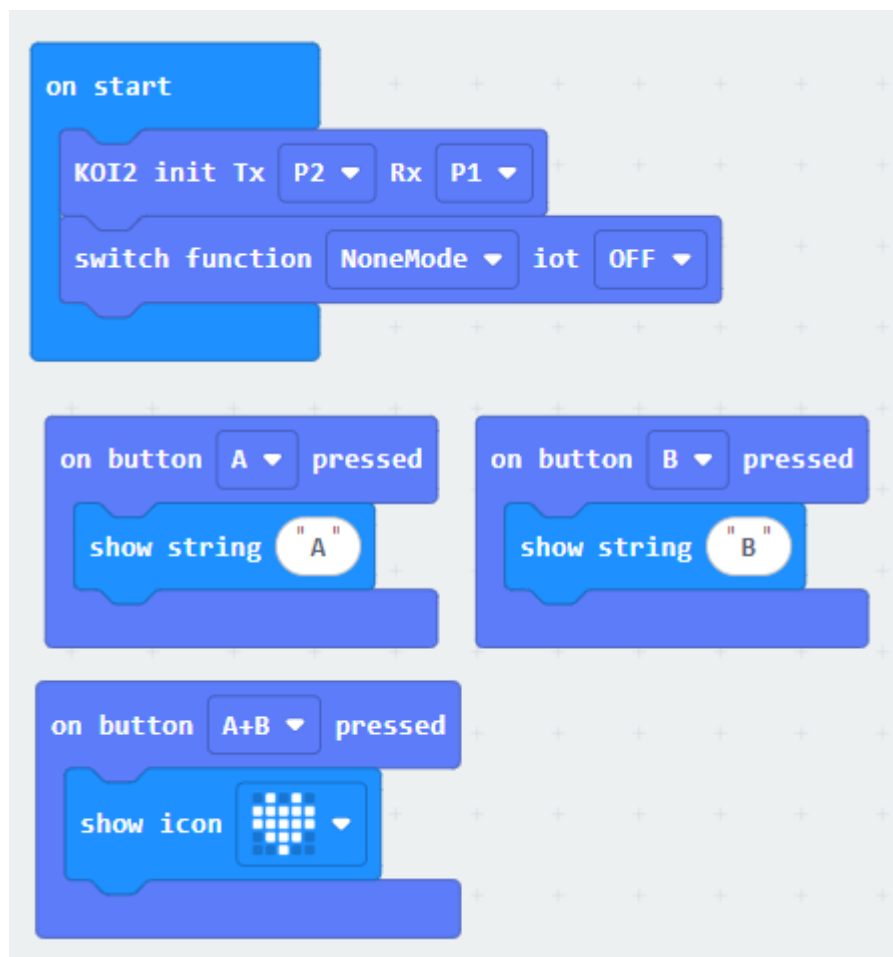 on start
KOI2 init Tx P2 Rx P1
switch function NoneMode iot OFF
on button A pressed
show string "A"
on button B pressed
show string "B"
on button A+B pressed
show icon